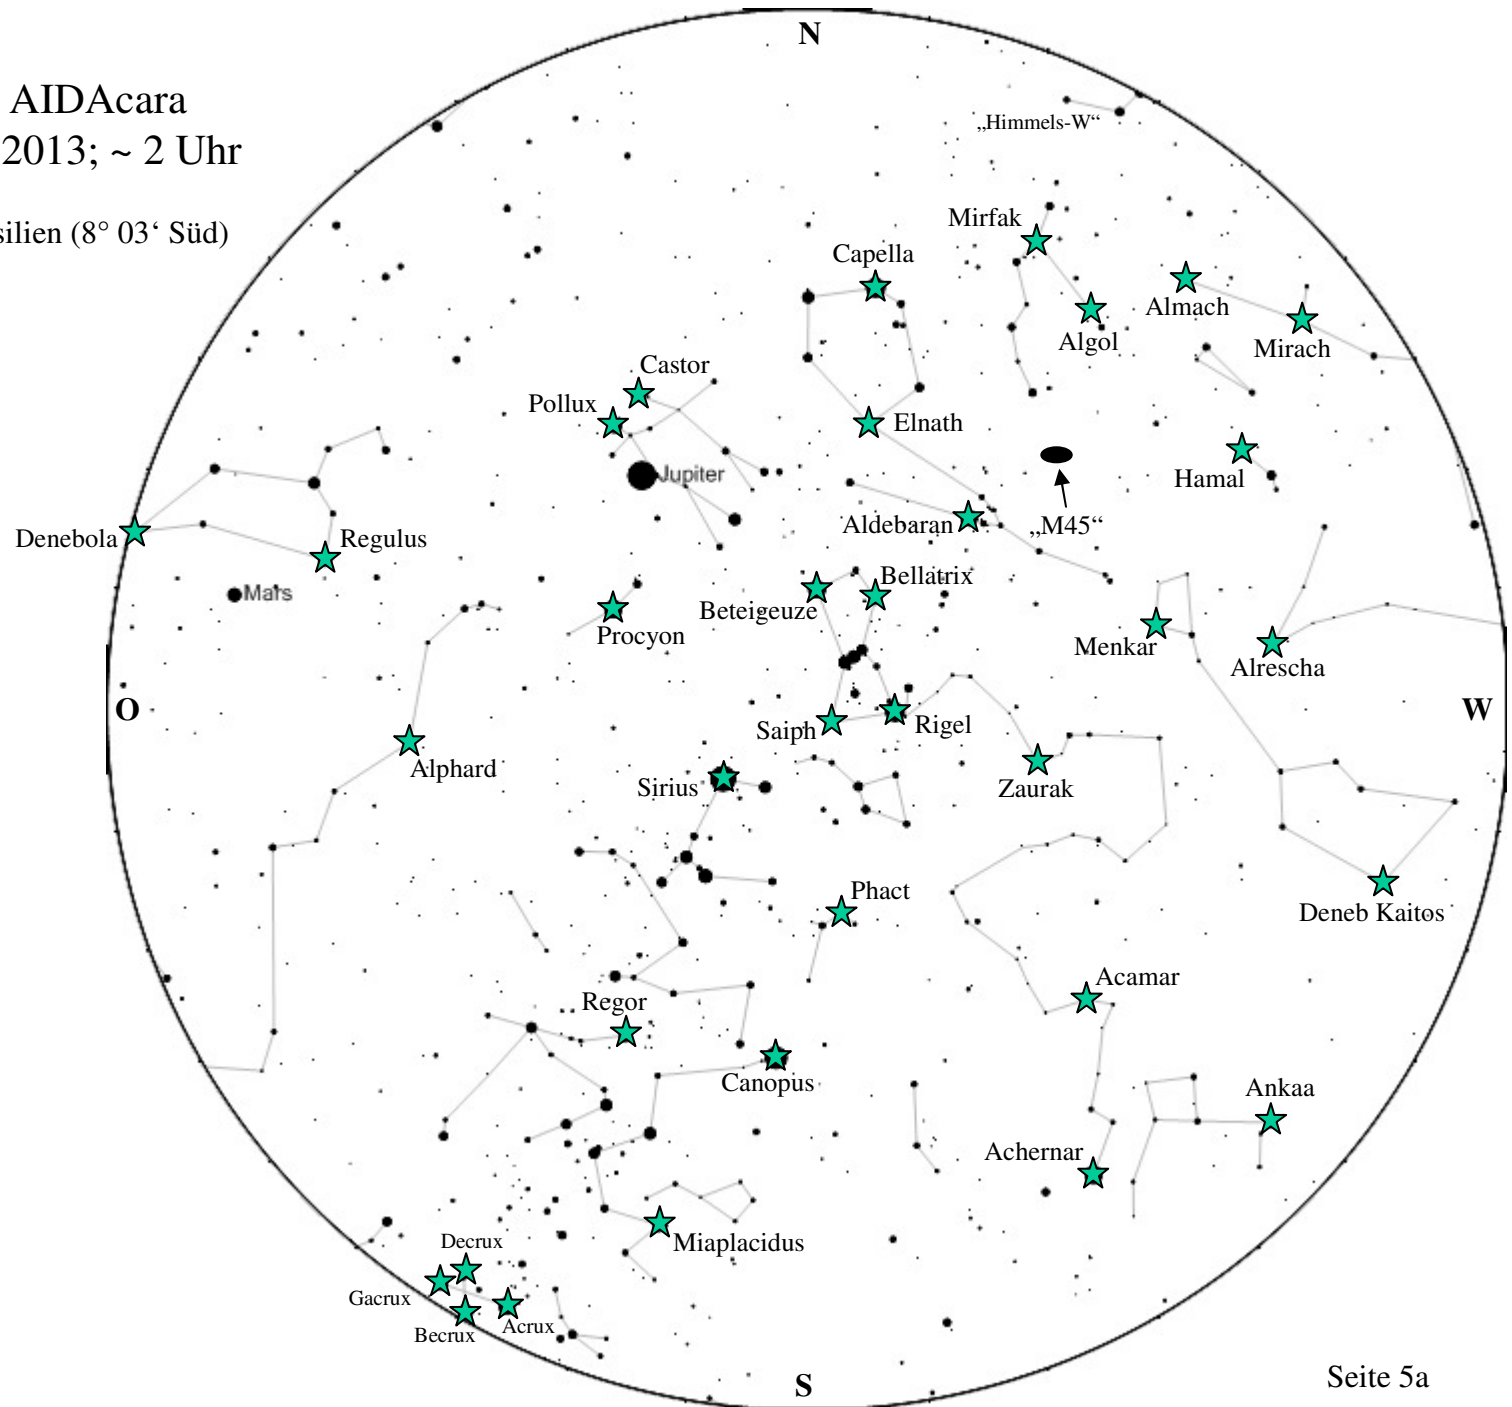 N
AIDAcara
2013; ~ 2 Uhr
„Himmels-W“
silien (8° 03‘ Süd)
Mirfak
Capella
Almach
Algol
Mirach
Castor
Pollux
Elnath
Hamal
Jupiter
Aldebaran
„M45“
Denebola
Regulus
Bellatrix
Mars
Beteigeuze
Procyon
Menkar
Alrescha
O
W
Saiph
Rigel
Alphard
Sirius
Zaurak
Phact
Deneb Kaitos
Acamar
Regor
Canopus
Ankaa
Achernar
Decrux
Miaplacidus
Gacrux
Becrux
Acrux
S
Seite 5a